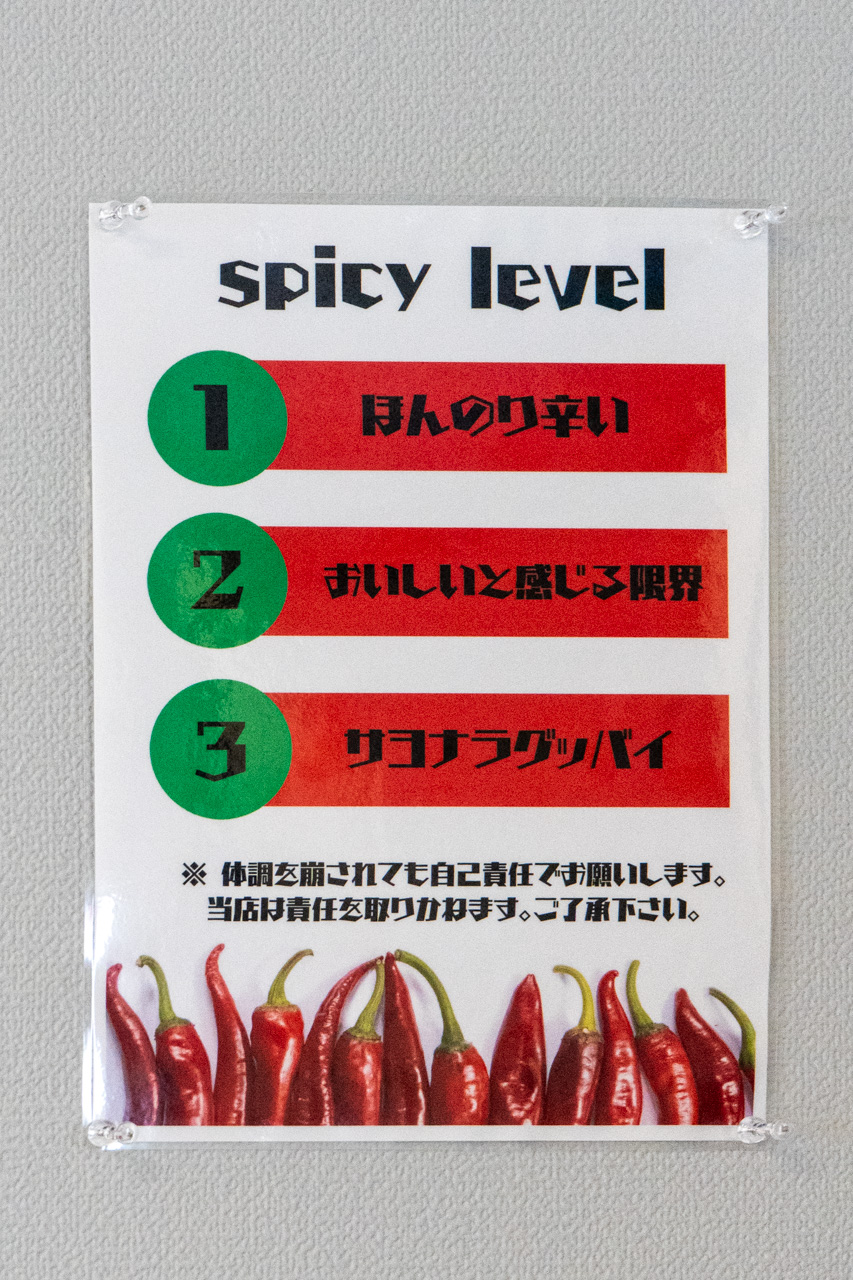 spicy level
1 ほんのり辛い
2 おいしいと感じる限界
3 サヨナラグッバイ
※ 体調を崩されても自己責任でお願いします。
当店は責任を取りかねます。ご了承下さい。